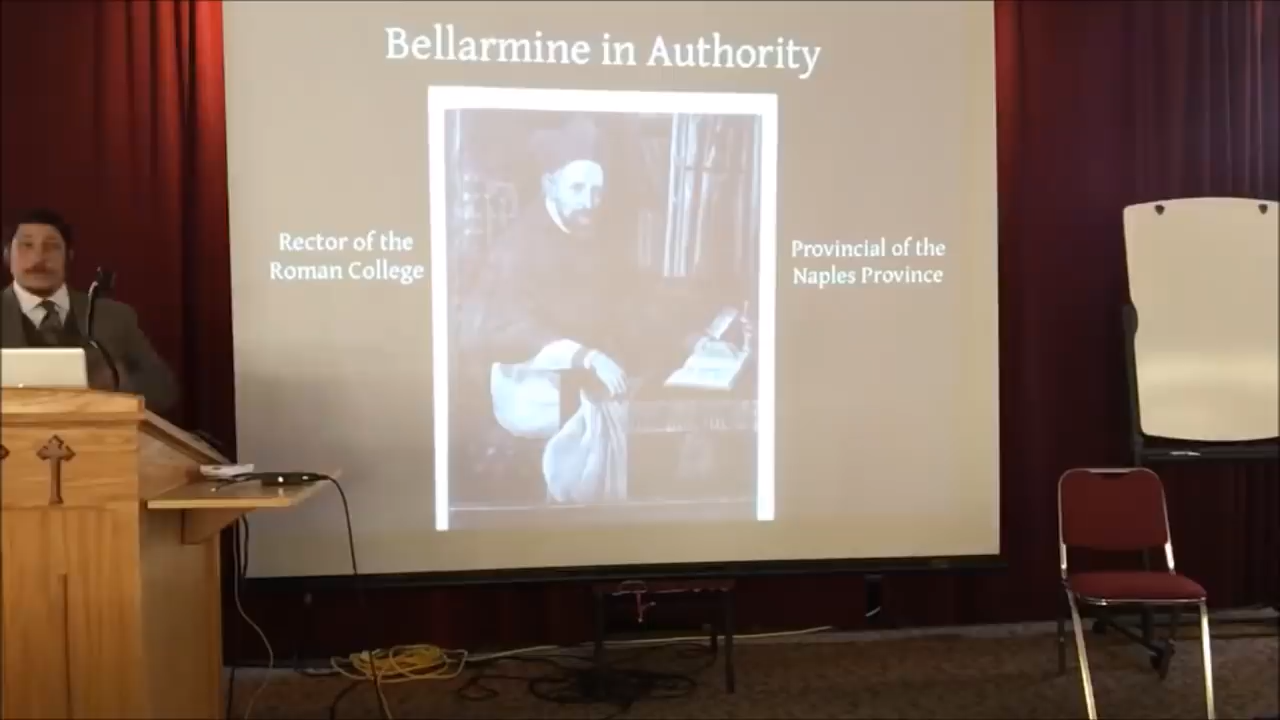 Bellarmine in Authority
Rector of the
Roman College
Provincial of the
Naples Province